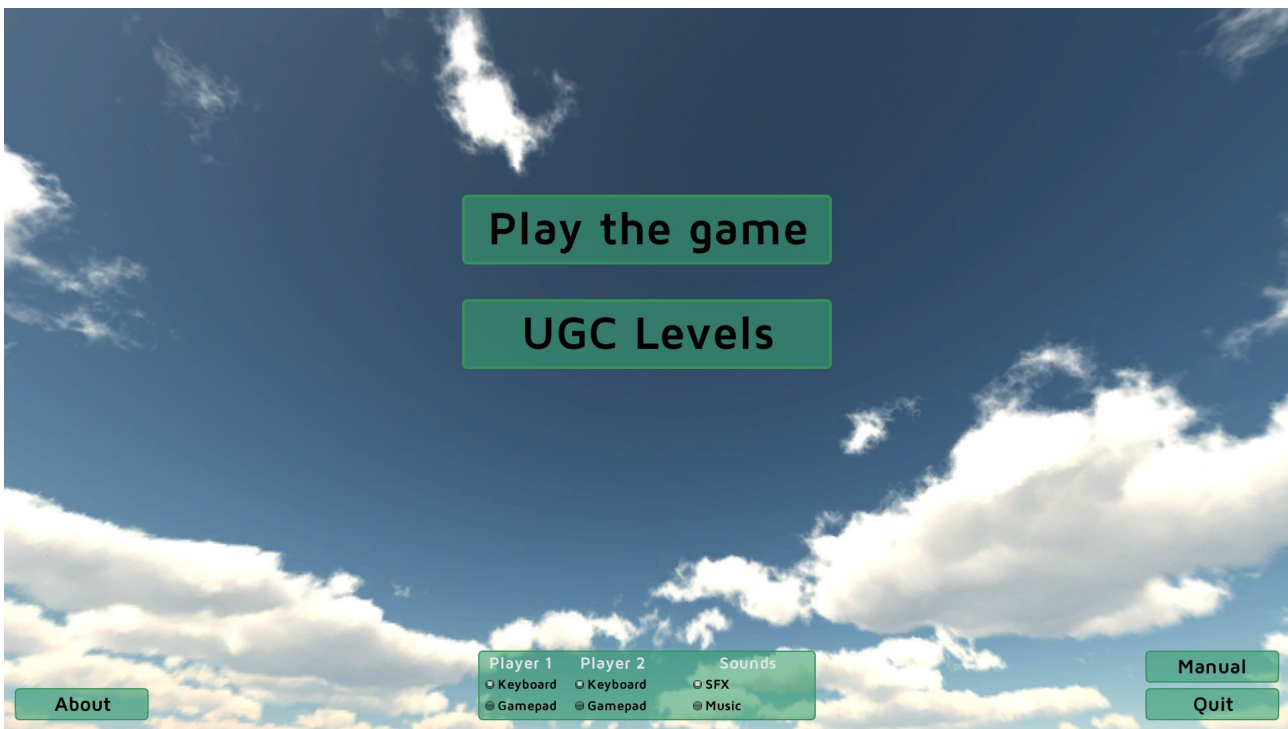 Play the game
UGC Levels
Player 1 Player 2 Sounds
Keyboard Keyboard SFX
Gamepad Gamepad Music
About
Manual
Quit